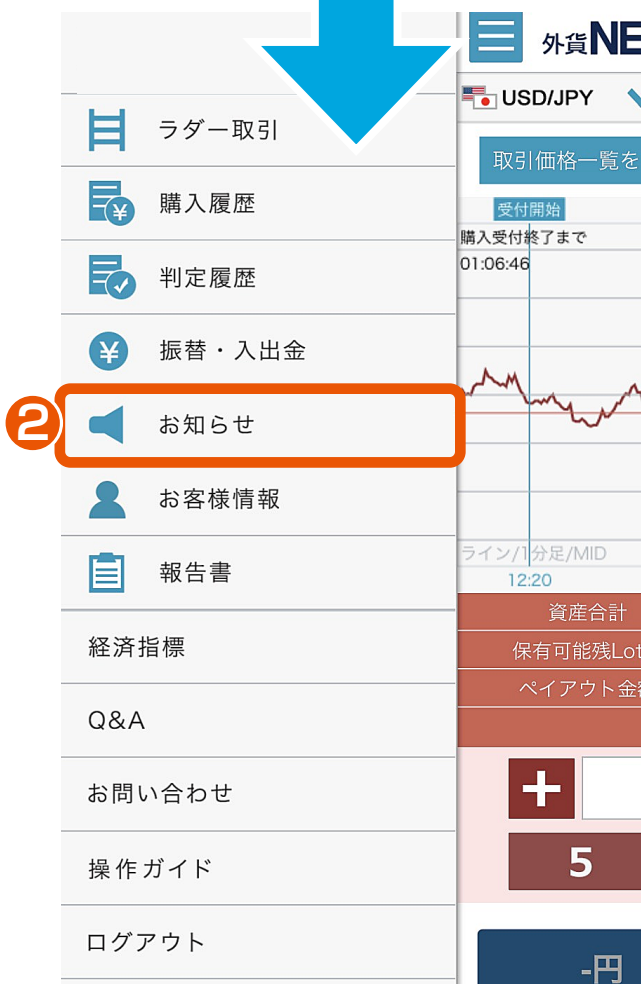 ラダー取引
購入履歴
判定履歴
振替・入出金
2
お知らせ
お客様情報
報告書
経済指標
Q&A
お問い合わせ
操作ガイド
ログアウト
外貨NE
USD/JPY
取引価格一覧を
受付開始
購入受付終了まで
01:06:46
ライン/1分足/MID
12:20
資産合計
保有可能残Lot
ペイアウト金
+
5
-円